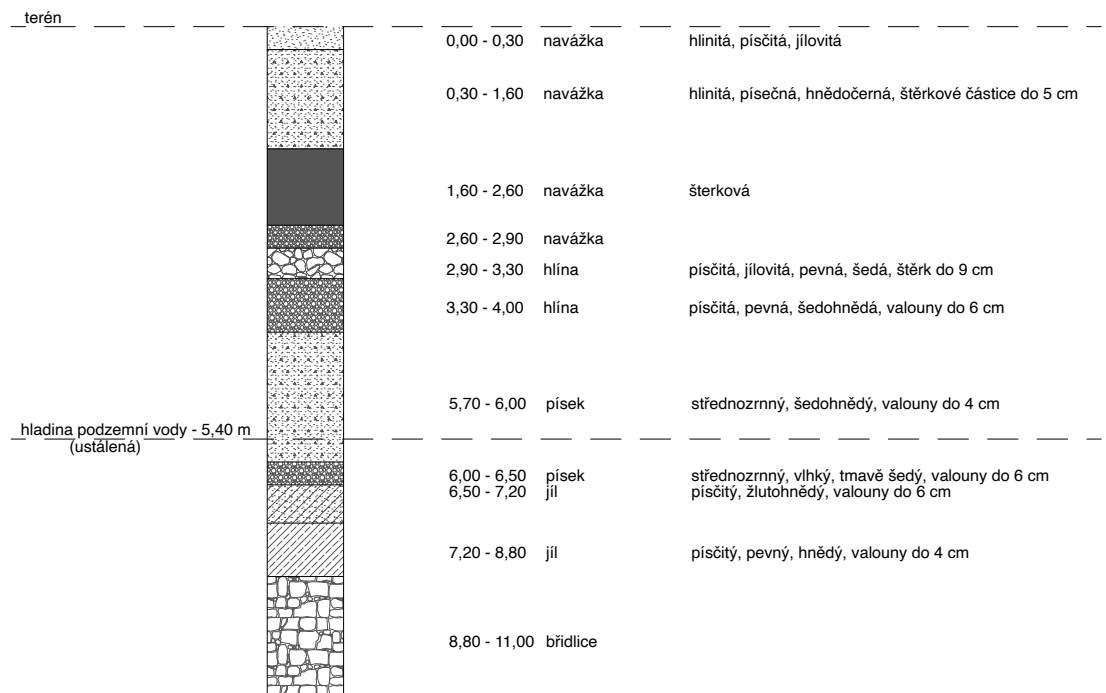 terén
0,00 - 0,30 navážka hlinitá, písčitá, jílovitá
0,30 - 1,60 navážka hlinitá, písečná, hnědočerná, štěrkové částice do 5 cm
1,60 - 2,60 navážka šterková
2,60 - 2,90 navážka
2,90 - 3,30 hlína písčitá, jílovitá, pevná, šedá, štěrk do 9 cm
3,30 - 4,00 hlína písčitá, pevná, šedohnědá, valouny do 6 cm
5,70 - 6,00 písek střednozrnný, šedohnědý, valouny do 4 cm
hladina podzemní vody - 5,40 m
(ustálená)
6,00 - 6,50 písek střednozrnný, vlhký, tmavě šedý, valouny do 6 cm
6,50 - 7,20 jíl písčitý, žlutohnědý, valouny do 6 cm
7,20 - 8,80 jíl písčitý, pevný, hnědý, valouny do 4 cm
8,80 - 11,00 břidlice